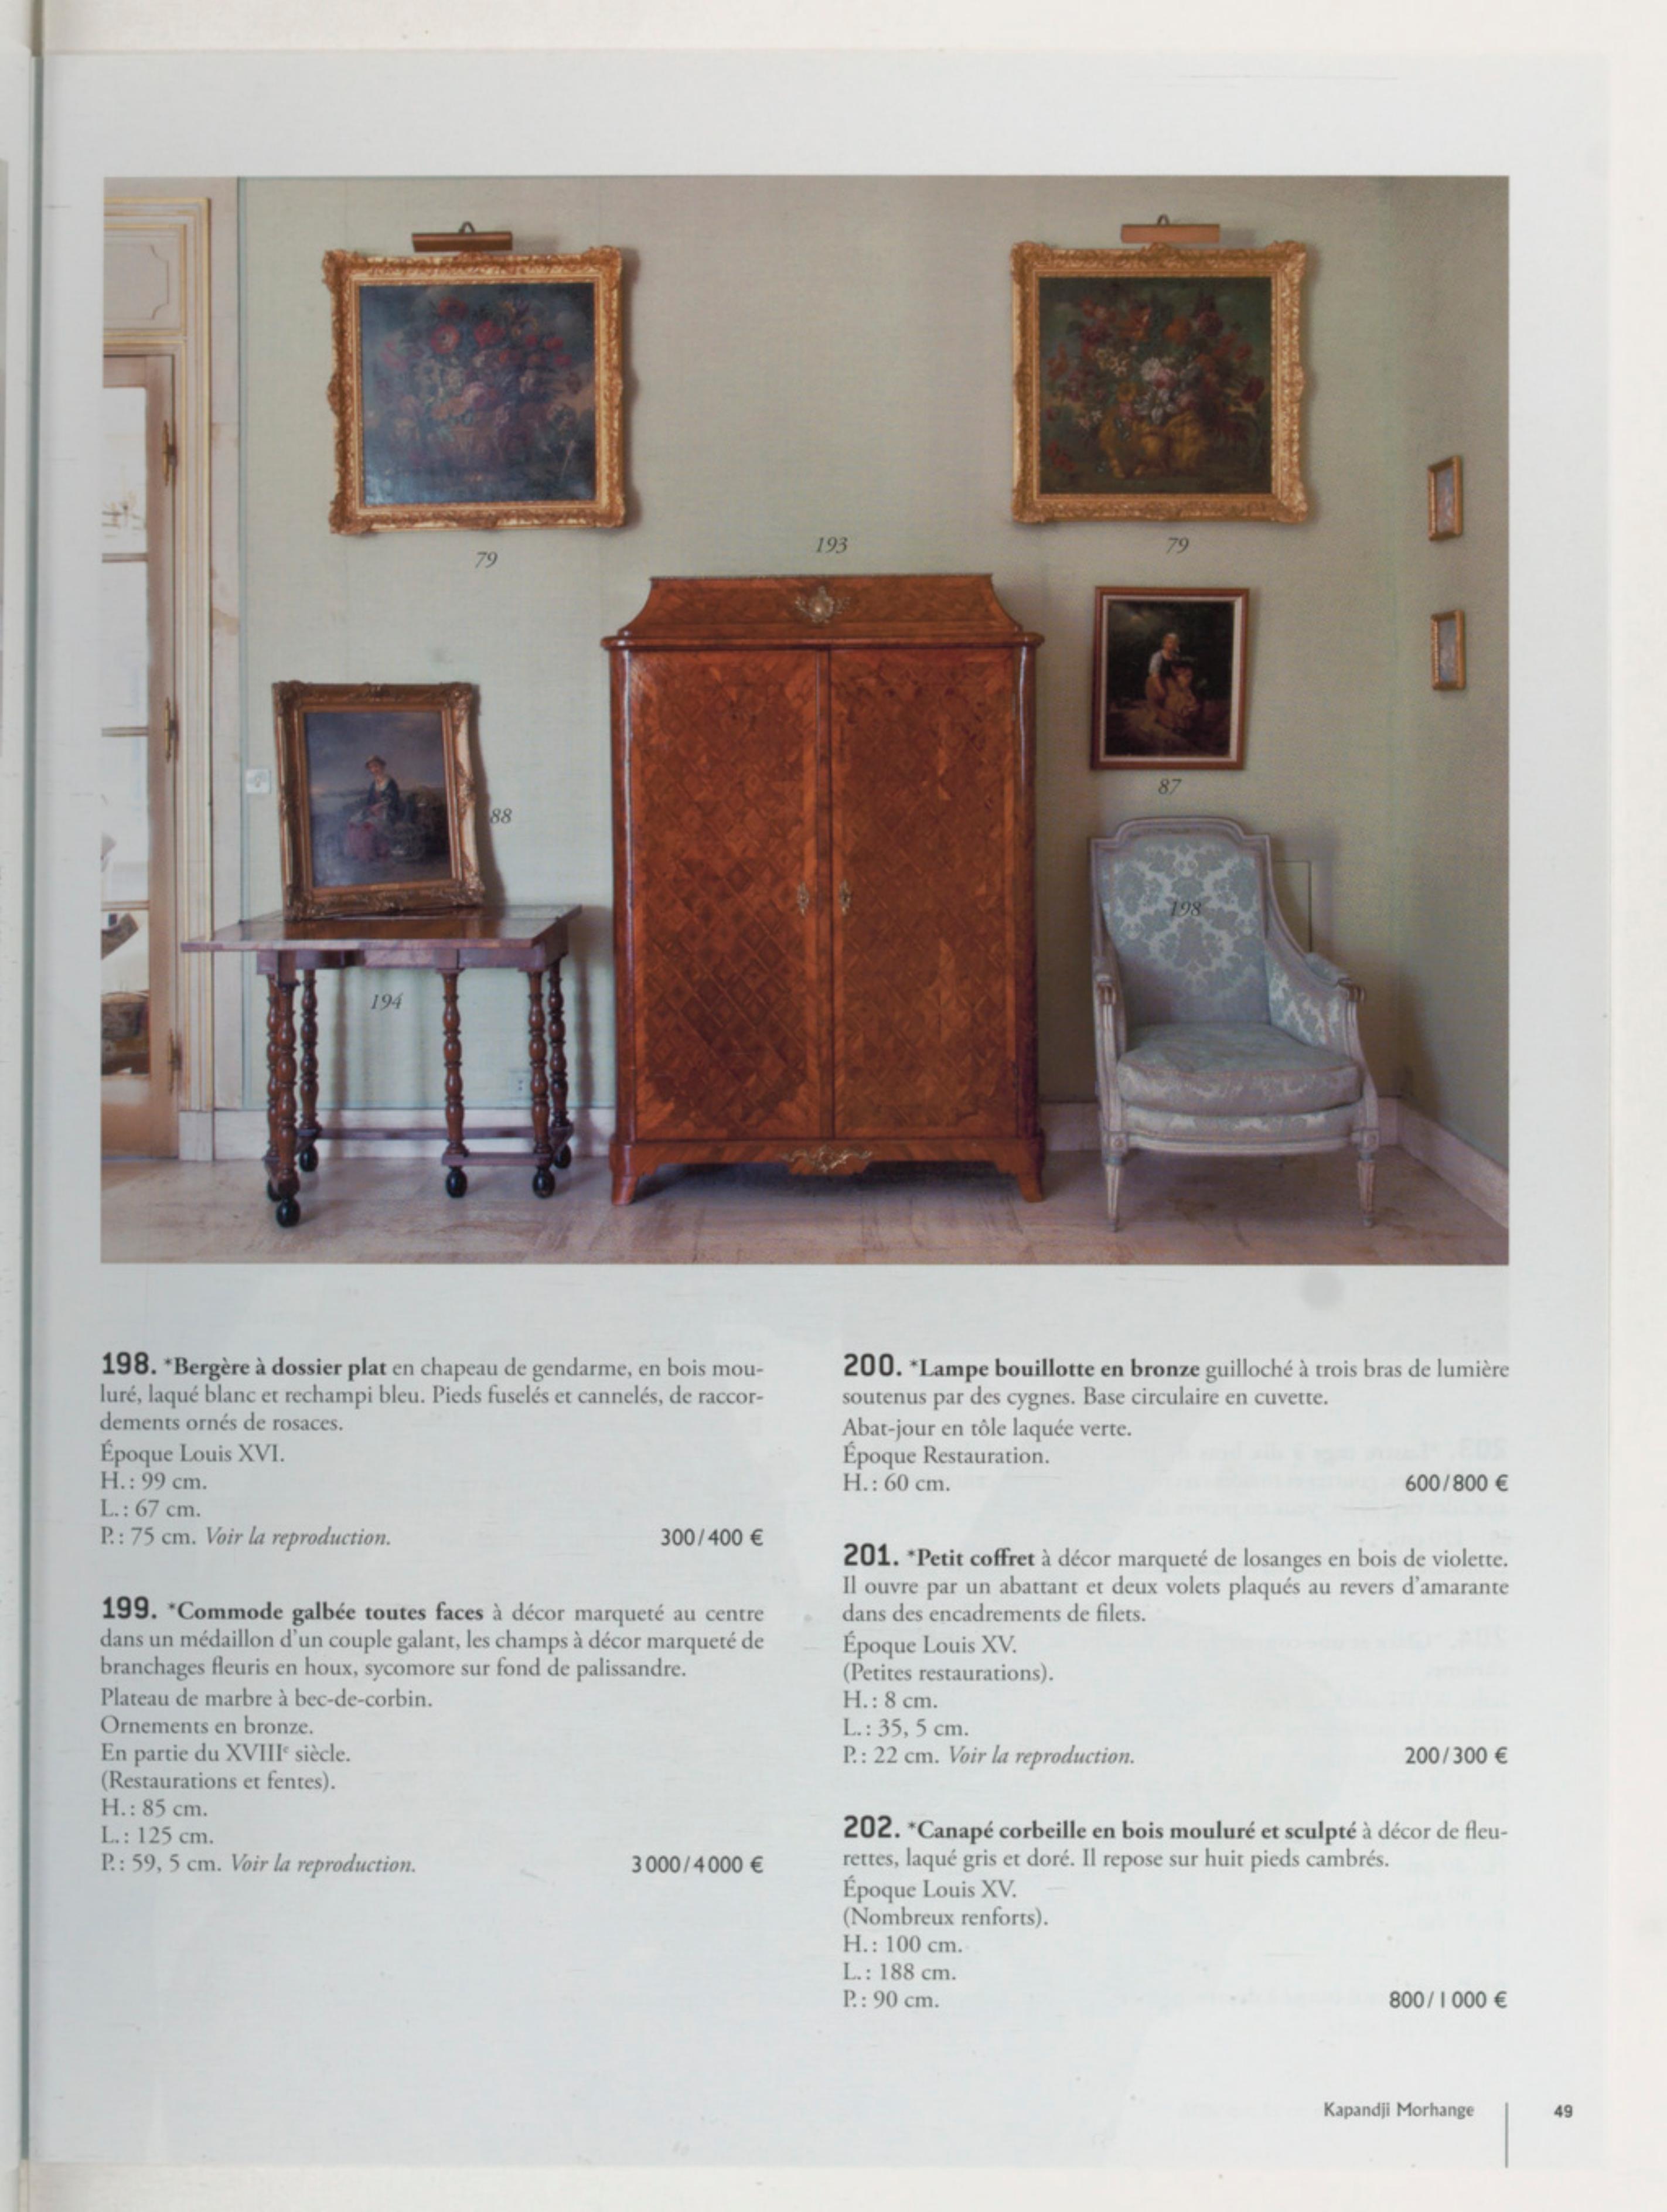 79
193
79
88
87
198
194
198. *Bergère à dossier plat en chapeau de gendarme, en bois mou-
luré, laqué blanc et rechampi bleu. Pieds fuselés et cannelés, de raccor-
dements ornés de rosaces.
Époque Louis XVI.
H. : 99 cm.
L. : 67 cm.
P. : 75 cm. Voir la reproduction. 300/400 €
199. *Commode galbée toutes faces à décor marqueté au centre
dans un médaillon d'un couple galant, les champs à décor marqueté de
branchages fleuris en houx, sycomore sur fond de palissandre.
Plateau de marbre à bec-de-corbin.
Ornements en bronze.
En partie du XVIIIe siècle.
(Restaurations et fentes).
H. : 85 cm.
L. : 125 cm.
P. : 59, 5 cm. Voir la reproduction. 3 000/4 000 €
200. *Lampe bouillotte en bronze guilloché à trois bras de lumière
soutenus par des cygnes. Base circulaire en cuvette.
Abat-jour en tôle laquée verte.
Époque Restauration.
H. : 60 cm. 600/800 €
201. *Petit coffret à décor marqueté de losanges en bois de violette.
Il ouvre par un abattant et deux volets plaqués au revers d'amarante
dans des encadrements de filets.
Époque Louis XV.
(Petites restaurations).
H. : 8 cm.
L. : 35, 5 cm.
P. : 22 cm. Voir la reproduction. 200/300 €
202. *Canapé corbeille en bois mouluré et sculpté à décor de fleu-
rettes, laqué gris et doré. Il repose sur huit pieds cambrés.
Époque Louis XV.
(Nombreux renforts).
H. : 100 cm.
L. : 188 cm.
P. : 90 cm. 800/1 000 €
Kapandji Morhange 49